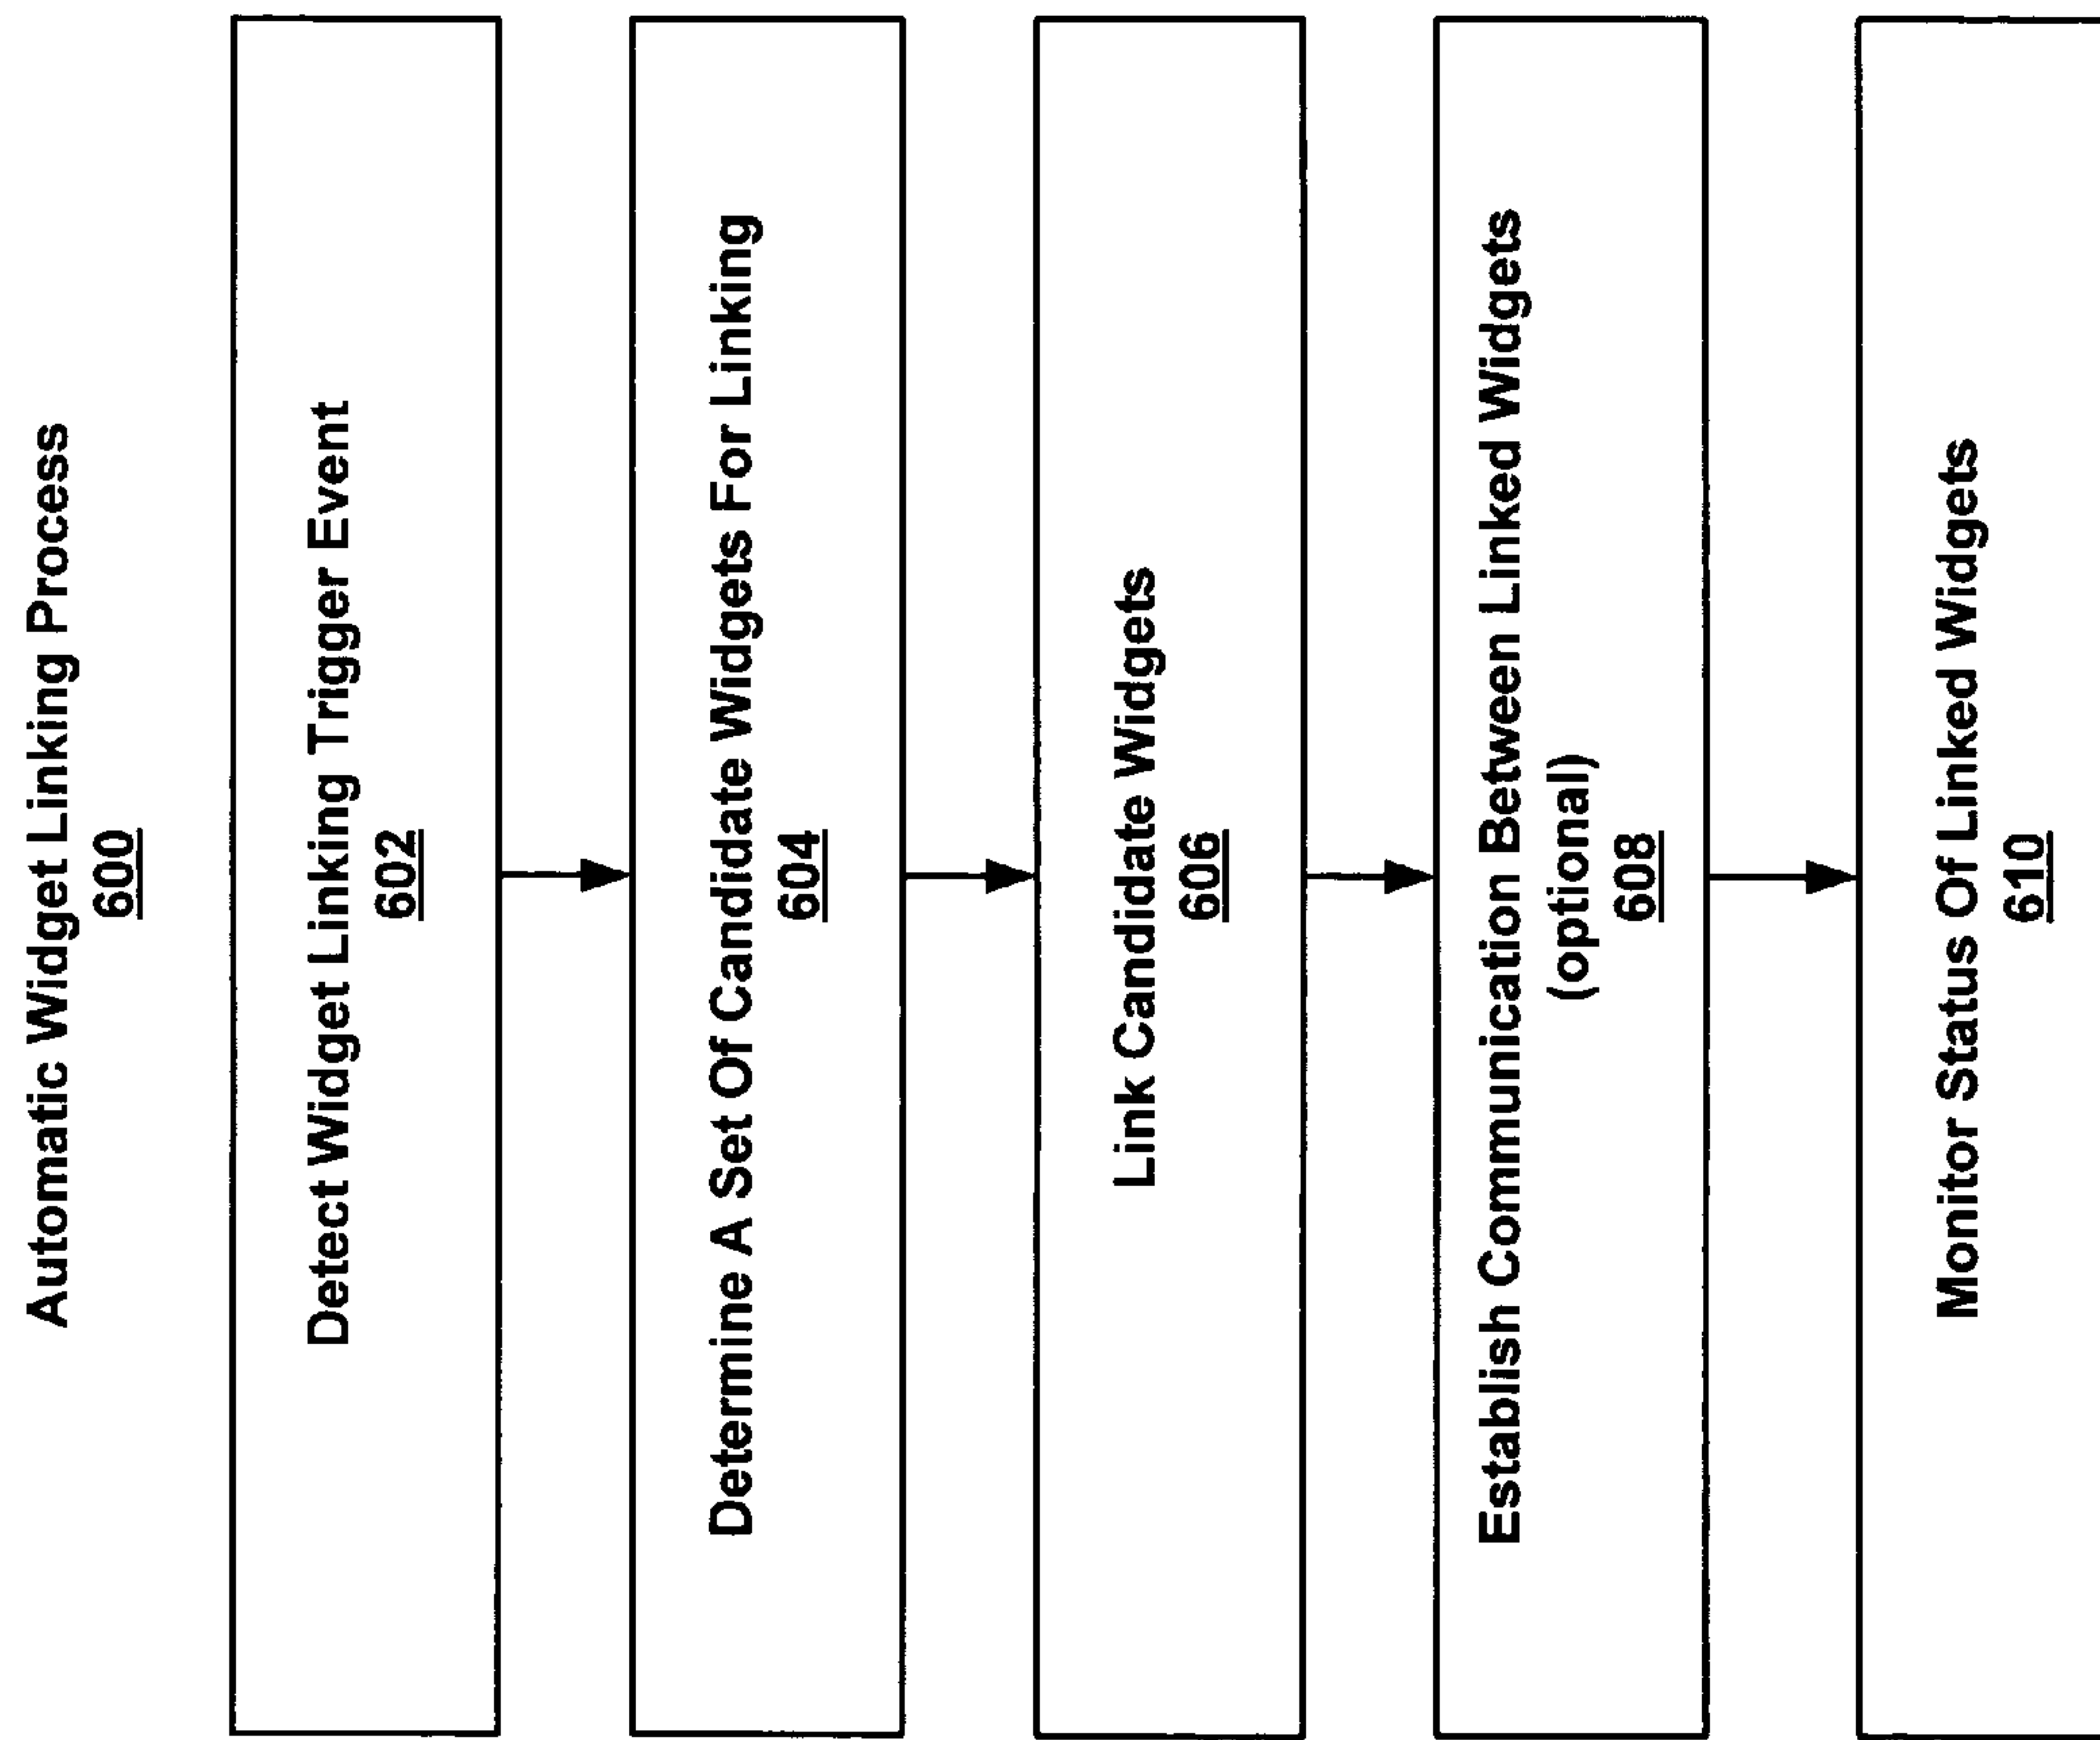 Automatic Widget Linking Process
600
Detect Widget Linking Trigger Event
602
Determine A Set Of Candidate Widgets For Linking
604
Link Candidate Widgets
606
Establish Communication Between Linked Widgets
(optional)
608
Monitor Status Of Linked Widgets
610